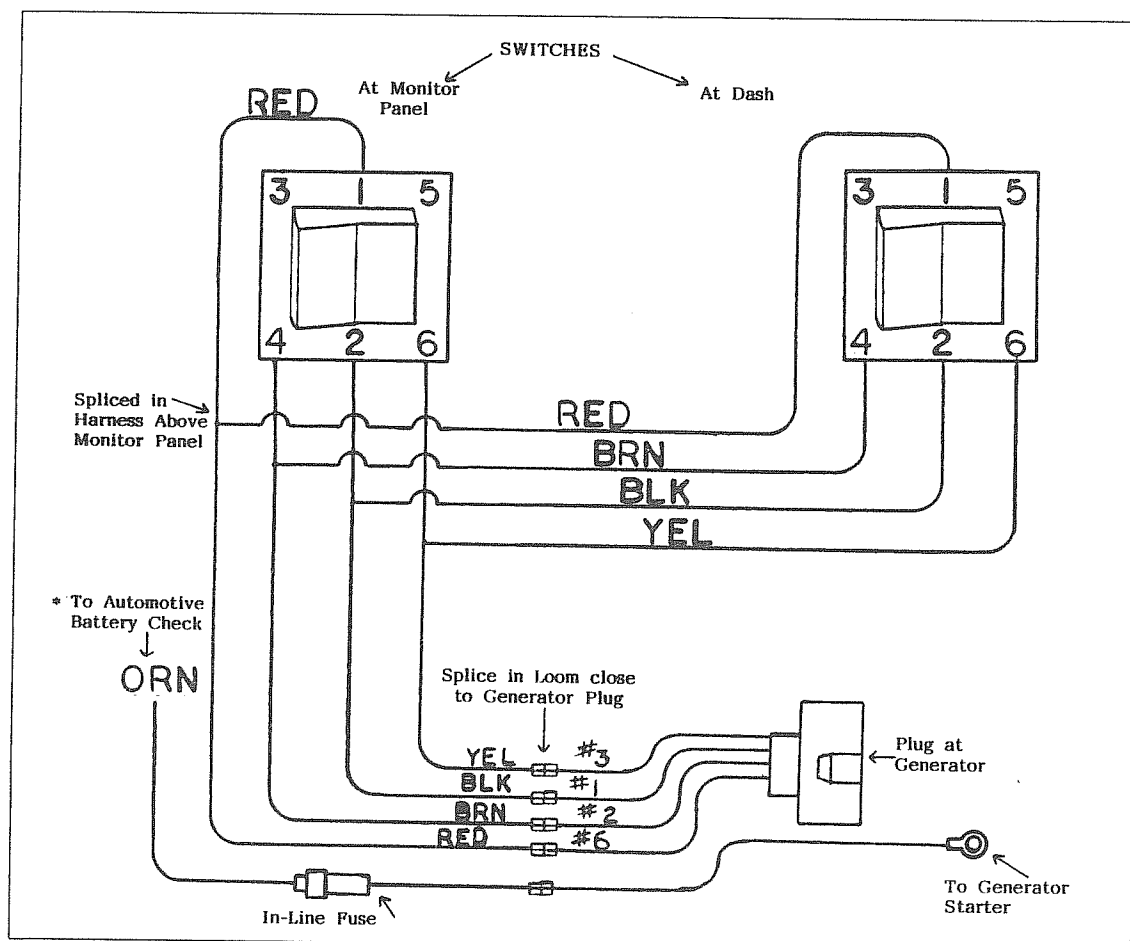 SWITCHES
At Monitor
Panel
At Dash
RED
3 1 5
4 2 6
3 1 5
4 2 6
Spliced in
Harness Above
Monitor Panel
RED
BRN
BLK
YEL
* To Automotive
Battery Check
ORN
Splice in Loom close
to Generator Plug
YEL #3
BLK #1
BRN #2
RED #6
Plug at
Generator
In-Line Fuse
To Generator
Starter